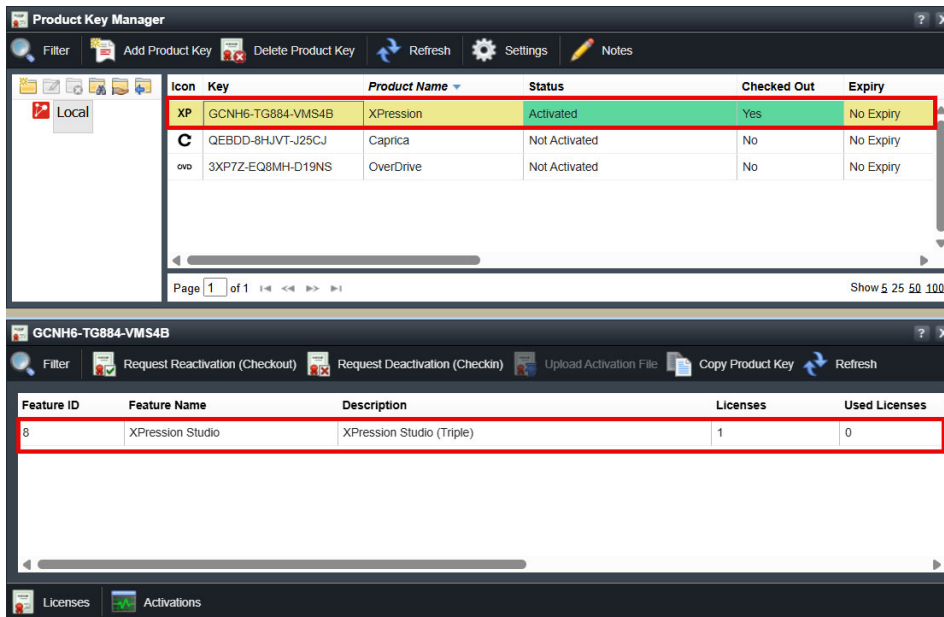 Product Key Manager
?
Filter Add Product Key Delete Product Key Refresh Settings Notes
Local
Icon Key Product Name Status Checked Out Expiry
XP GCNH6-TG884-VMS4B XPression Activated Yes No Expiry
C QEBDD-8HJVT-J25CJ Caprica Not Activated No No Expiry
OVD 3XP7Z-EQ8MH-D19NS OverDrive Not Activated No No Expiry
Page 1 of 1 Show 5 25 50 100
GCNH6-TG884-VMS4B
?
Filter Request Reactivation (Checkout) Request Deactivation (Checkin) Upload Activation File Copy Product Key Refresh
Feature ID Feature Name Description Licenses Used Licenses
8 XPression Studio XPression Studio (Triple) 1 0
Licenses Activations